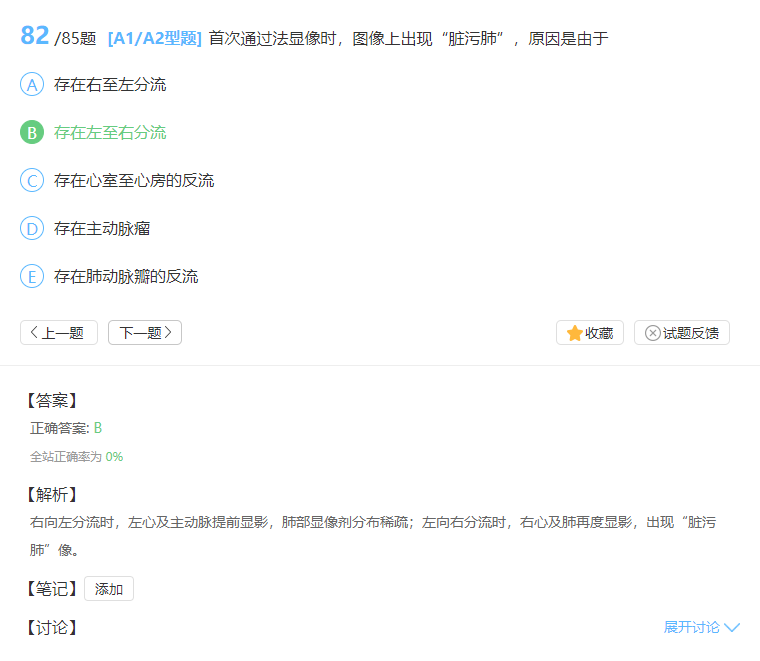 82 /85题 [A1/A2型题] 首次通过法显像时，图像上出现“脏污肺”，原因是由于
A 存在右至左分流
B 存在左至右分流
C 存在心室至心房的反流
D 存在主动脉瘤
E 存在肺动脉瓣的反流
上一题 下一题 收藏 试题反馈
【答案】
正确答案: B
全站正确率为 0%
【解析】
右向左分流时，左心及主动脉提前显影，肺部显像剂分布稀疏；左向右分流时，右心及肺再度显影，出现“脏污
肺”像。
【笔记】 添加
【讨论】 展开讨论